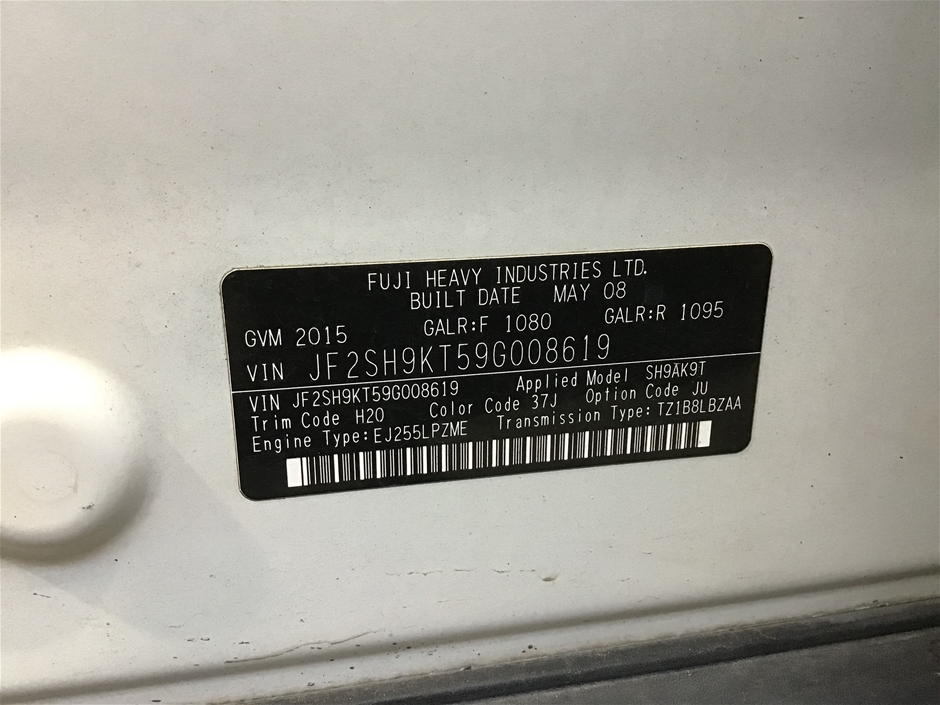 FUJI HEAVY INDUSTRIES LTD.
BUILT DATE MAY 08
GVM 2015 GALR:F 1080 GALR:R 1095
VIN JF2SH9KT59G008619
VIN JF2SH9KT59G008619 Applied Model SH9AK9T
Trim Code H20 Color Code 37J Option Code JU
Engine Type:EJ255LPZME Transmission Type:TZ1B8LBZAA